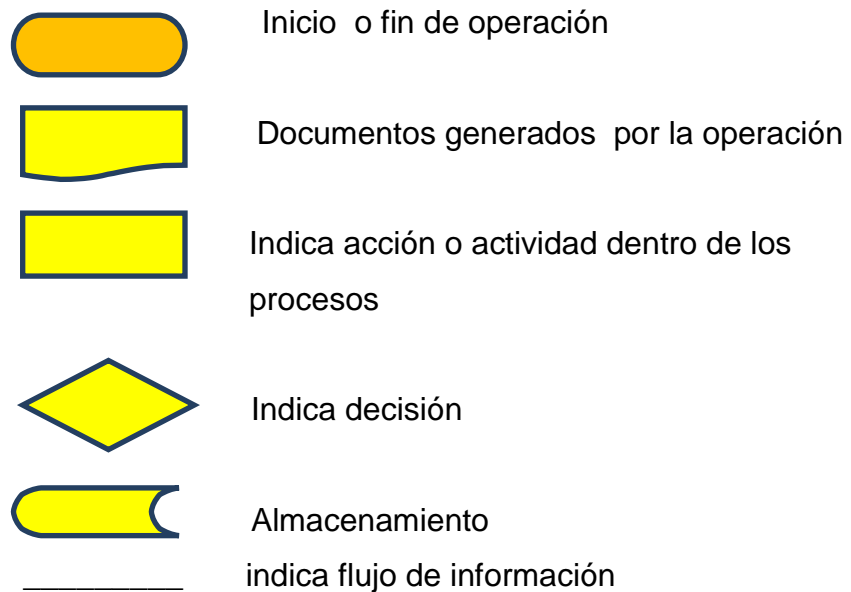 Inicio o fin de operación
Documentos generados por la operación
Indica acción o actividad dentro de los
procesos
Indica decisión
Almacenamiento
indica flujo de información